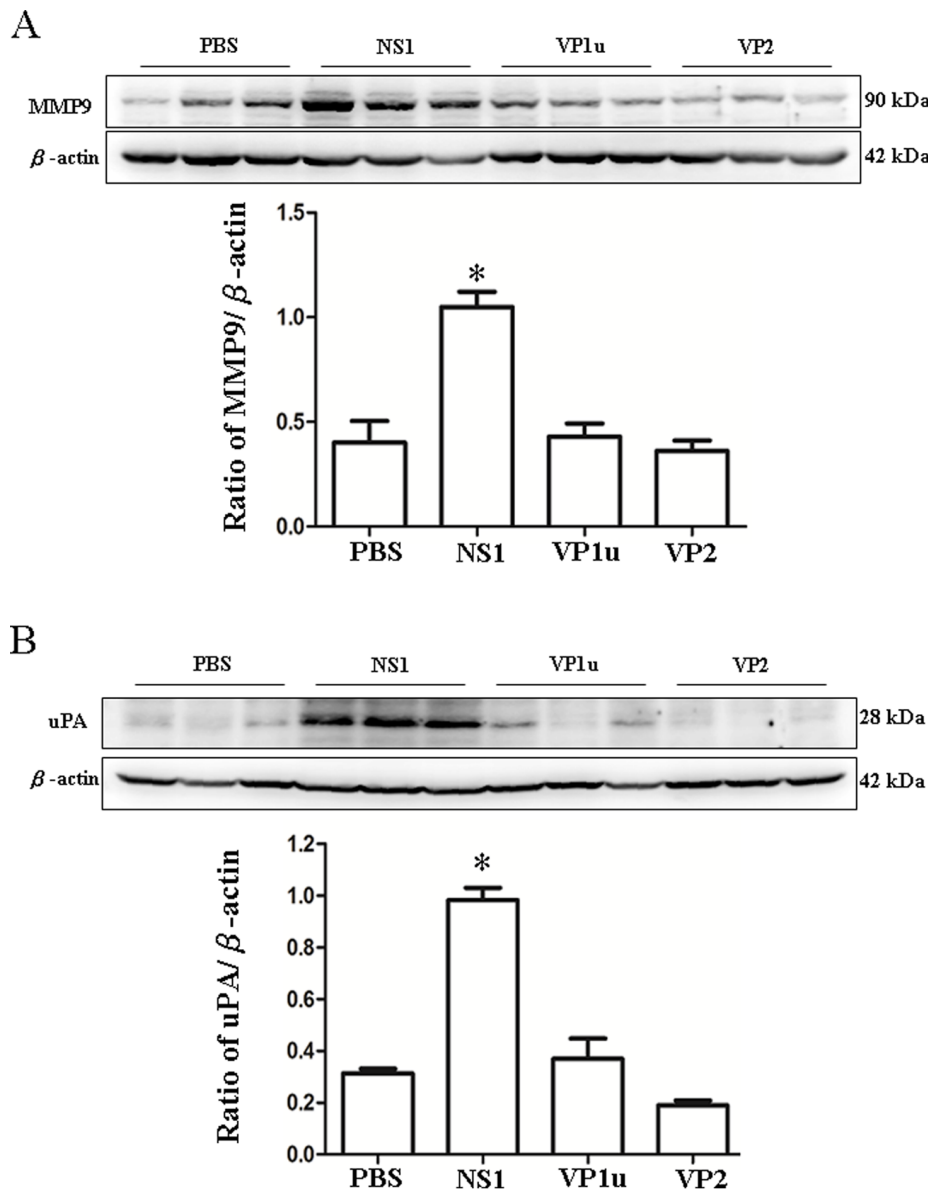 A
PBS NS1 VP1u VP2
MMP9 90 kDa
β-actin 42 kDa
Ratio of MMP9/β-actin
1.5
*
1.0
0.5
0.0
PBS NS1 VP1u VP2
B
PBS NS1 VP1u VP2
uPA 28 kDa
β-actin 42 kDa
Ratio of uPA/β-actin
1.2
*
1.0
0.8
0.6
0.4
0.2
0.0
PBS NS1 VP1u VP2